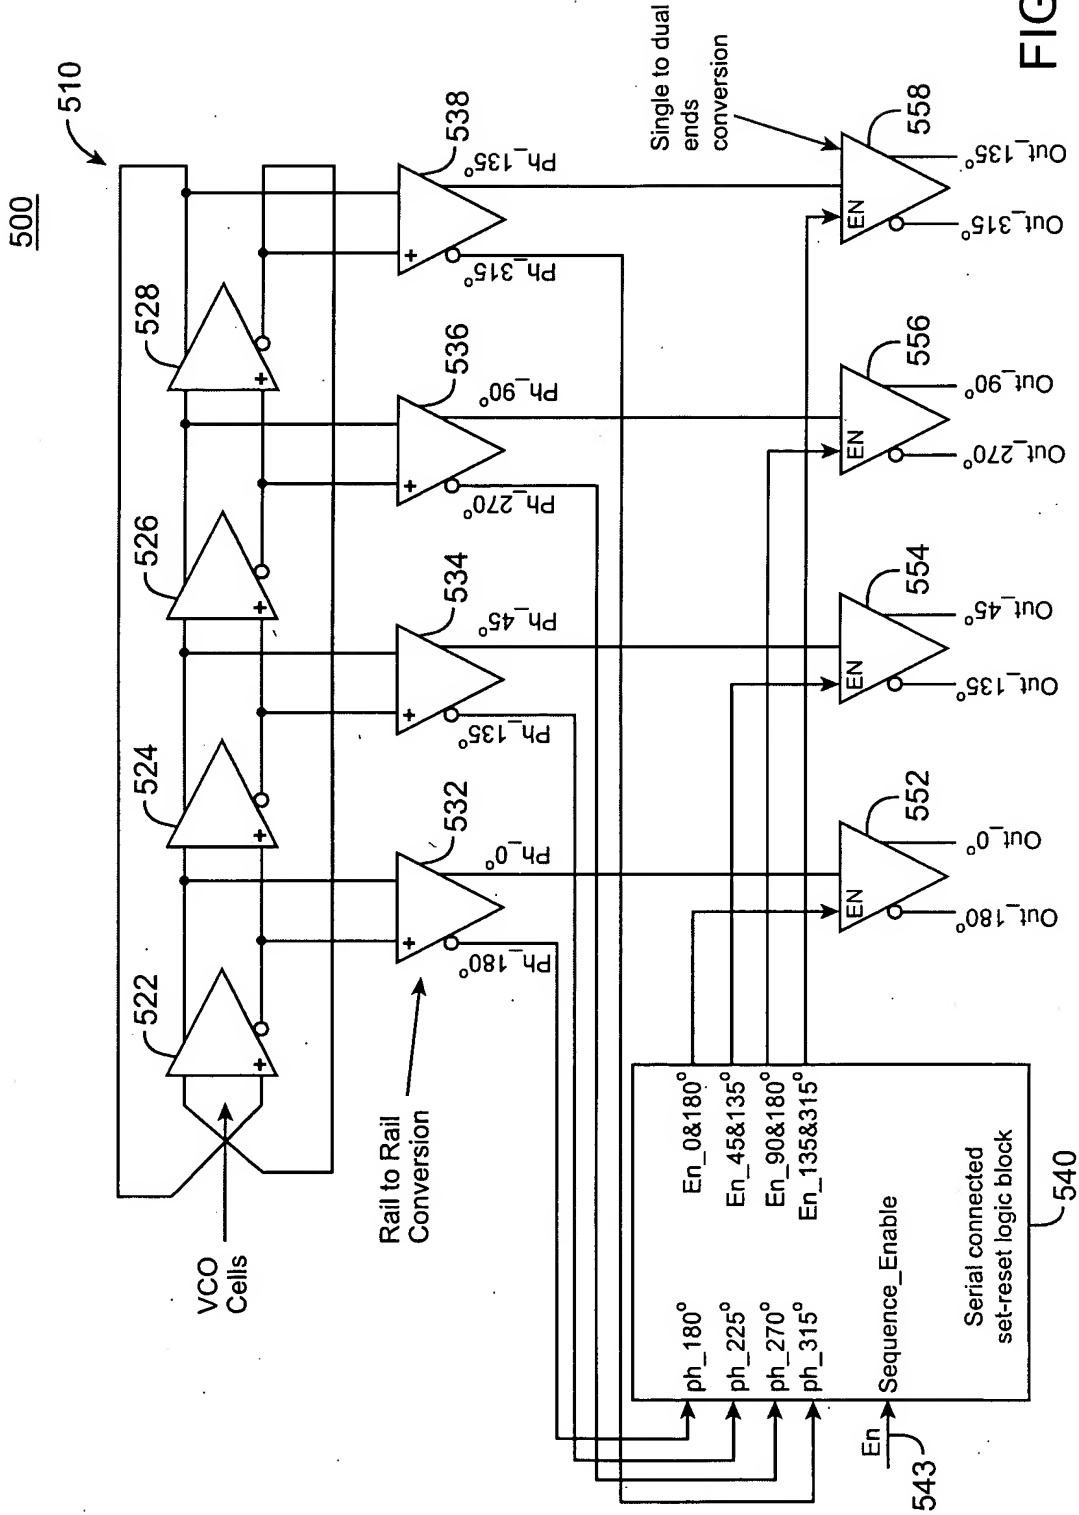 500
510
522
524
526
528
VCO
Cells
Rail to Rail
Conversion
532
534
536
538
+
+
+
+
+
+
+
+
Ph_180°
Ph_0°
Ph_135°
Ph_45°
Ph_270°
Ph_90°
Ph_315°
Ph_135°
Single to dual
ends
conversion
ph_180°
ph_225°
ph_270°
ph_315°
En_0&180°
En_45&135°
En_90&180°
En_135&315°
Sequence_Enable
Serial connected
set-reset logic block
En
543
540
EN
EN
EN
EN
552
554
556
558
Out_180°
Out_0°
Out_135°
Out_45°
Out_270°
Out_90°
Out_315°
Out_135°
FIG